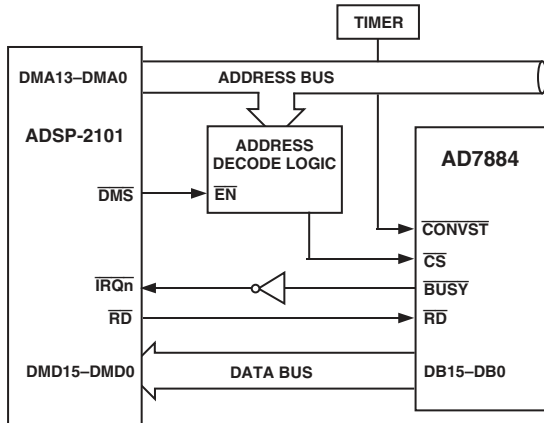 TIMER
DMA13–DMA0
ADDRESS BUS
ADSP-2101
ADDRESS
DECODE LOGIC
AD7884
DMS
EN
CONVST
CS
IRQn
BUSY
RD
RD
DMD15–DMD0
DATA BUS
DB15–DB0